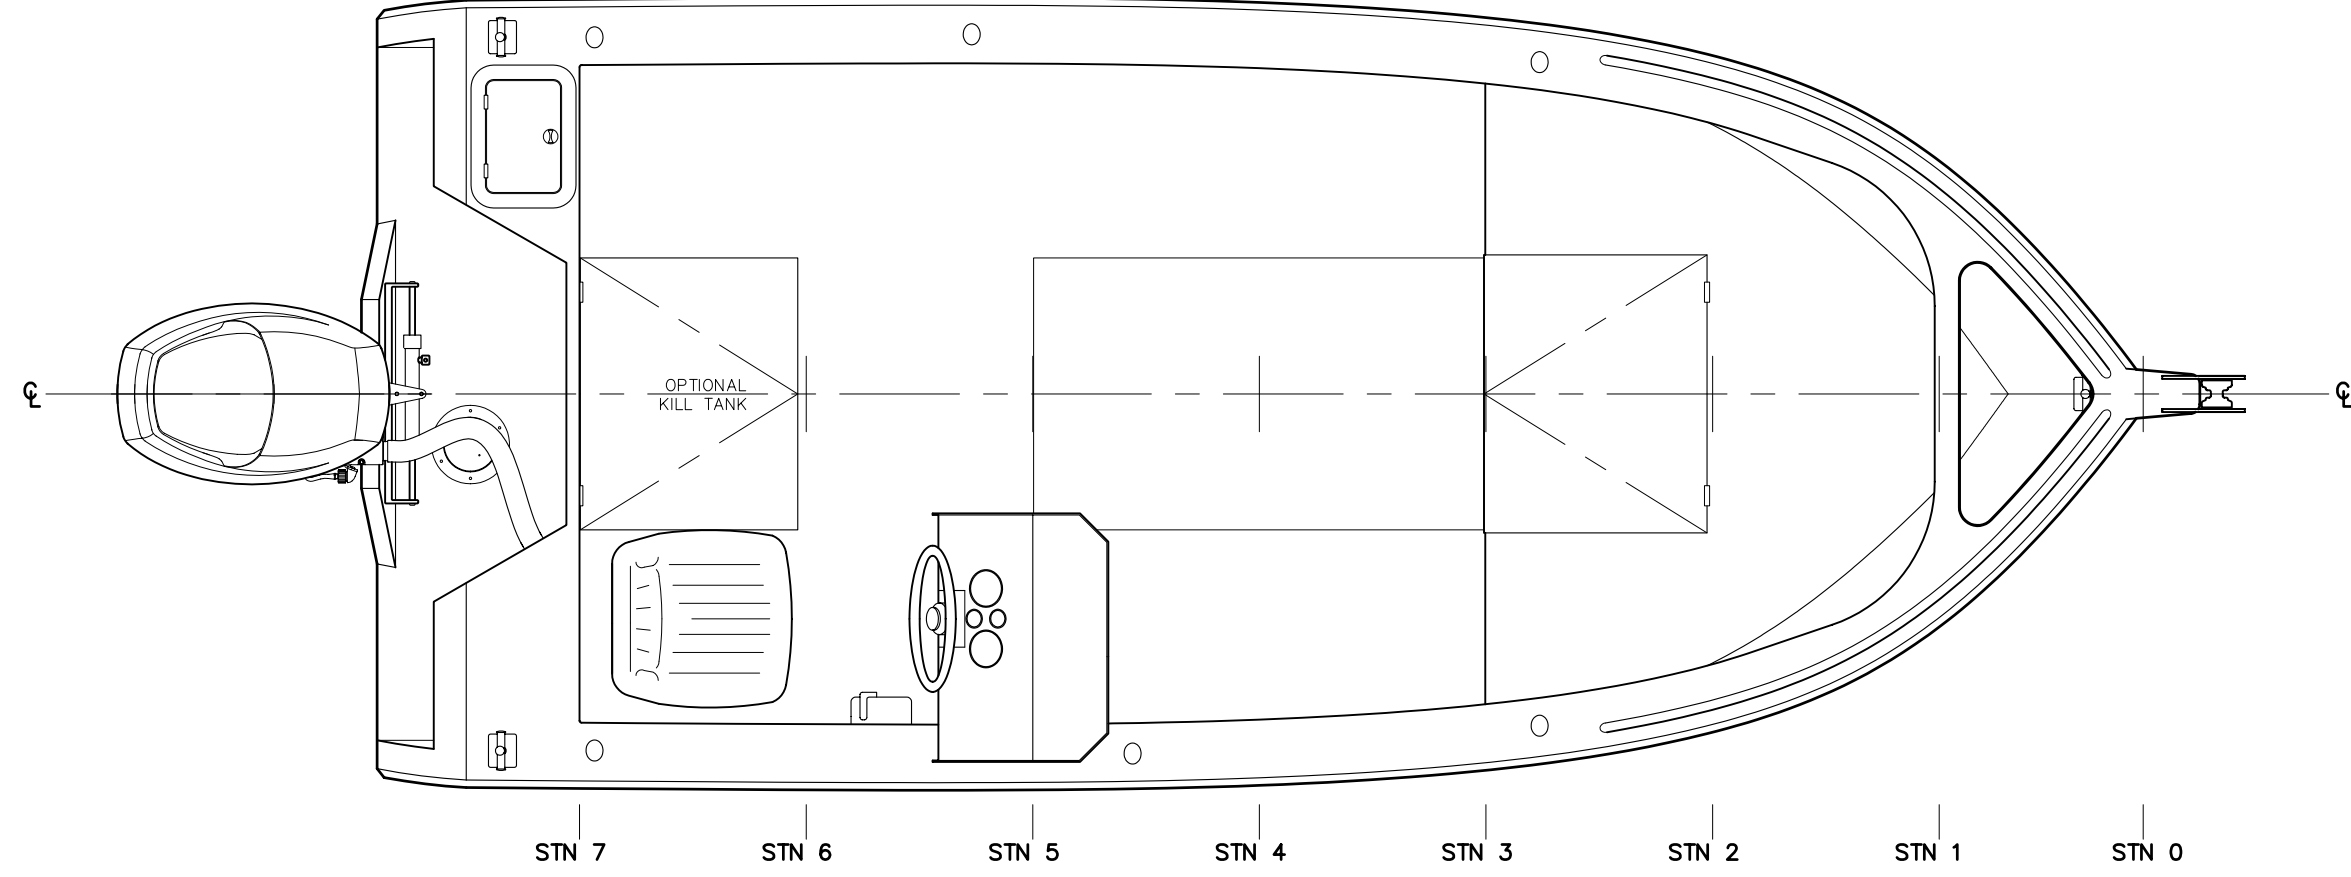 ℄
℄
OPTIONAL
KILL TANK
STN 7
STN 6
STN 5
STN 4
STN 3
STN 2
STN 1
STN 0